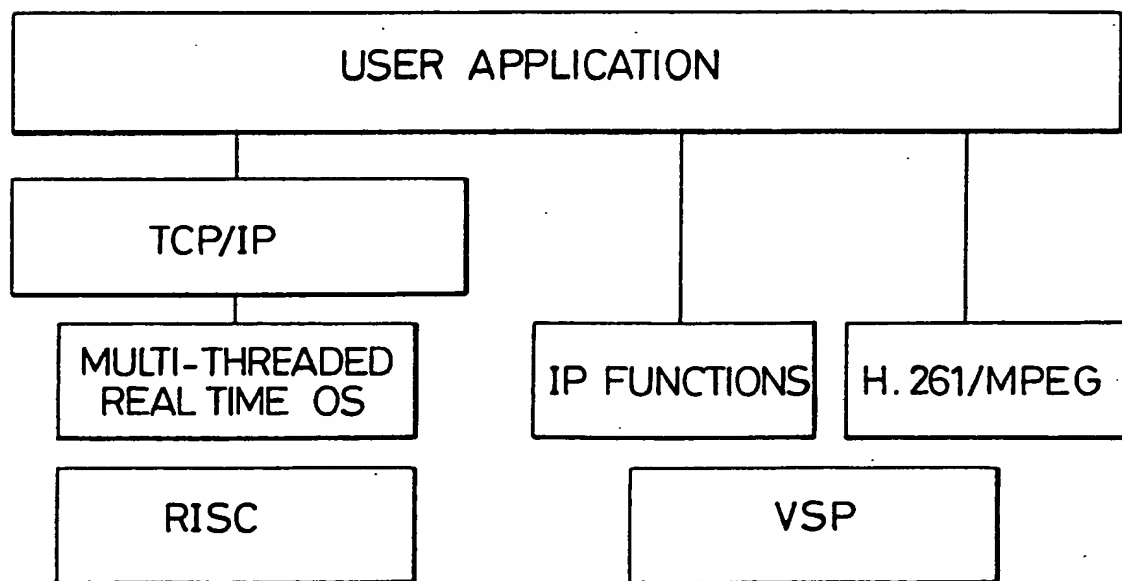 USER APPLICATION
TCP/IP
MULTI-THREADED
REAL TIME OS
IP FUNCTIONS
H.261/MPEG
RISC
VSP